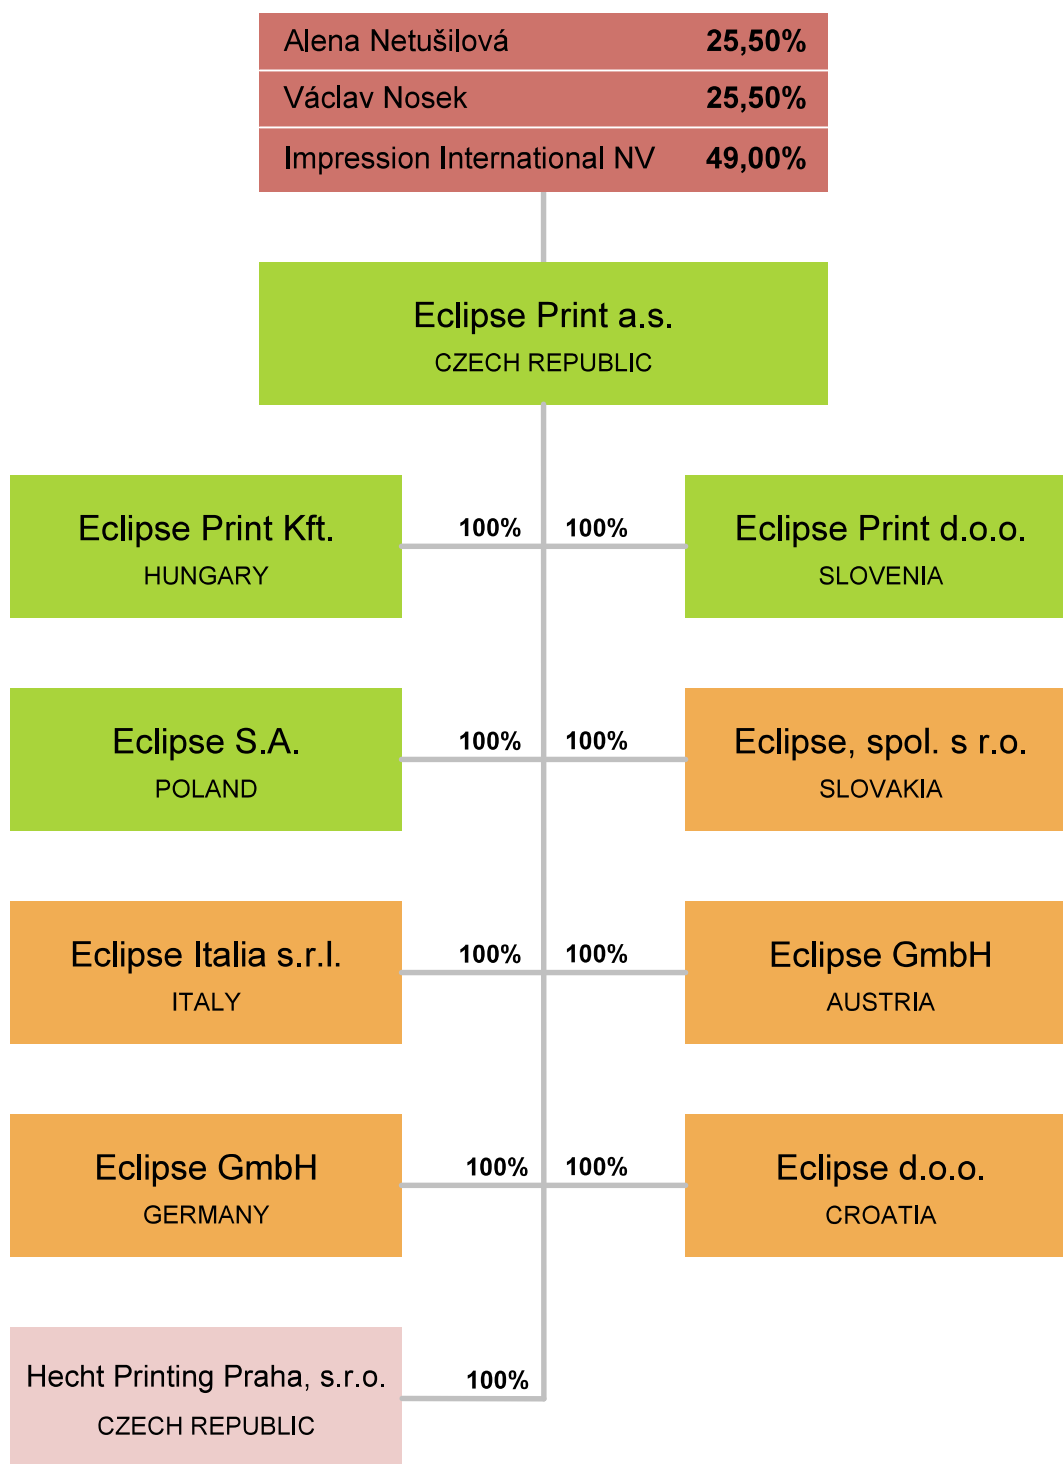 Alena Netušilová 25,50%
Václav Nosek 25,50%
Impression International NV 49,00%
Eclipse Print a.s.
CZECH REPUBLIC
Eclipse Print Kft.
HUNGARY
100%
100%
Eclipse Print d.o.o.
SLOVENIA
Eclipse S.A.
POLAND
100%
100%
Eclipse, spol. s r.o.
SLOVAKIA
Eclipse Italia s.r.l.
ITALY
100%
100%
Eclipse GmbH
AUSTRIA
Eclipse GmbH
GERMANY
100%
100%
Eclipse d.o.o.
CROATIA
Hecht Printing Praha, s.r.o.
CZECH REPUBLIC
100%